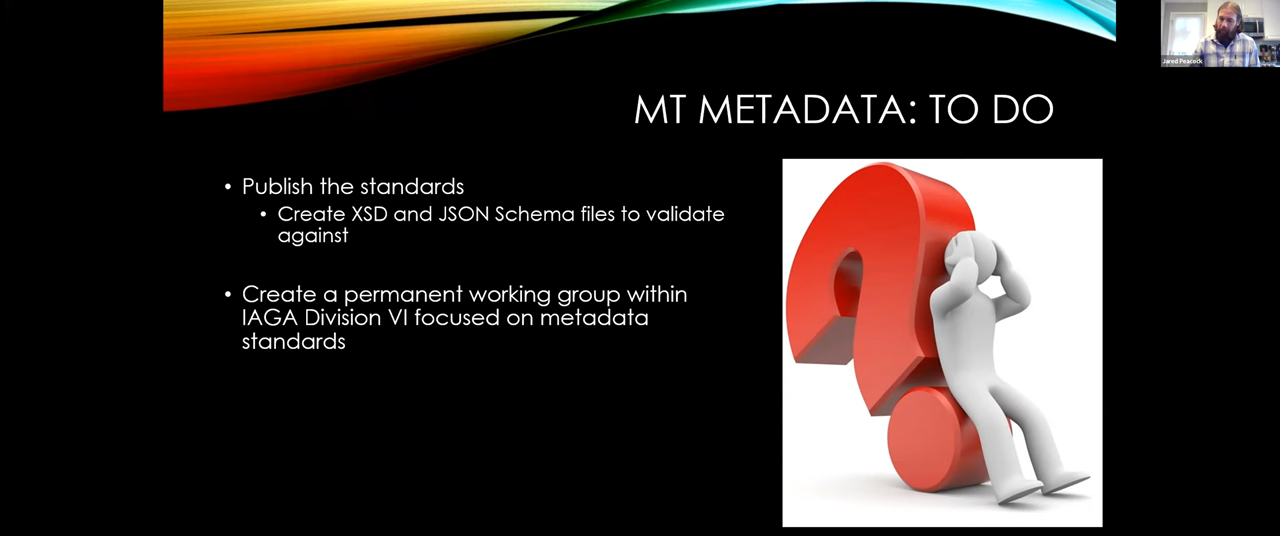 Jared Peacock
MT METADATA: TO DO
• Publish the standards
• Create XSD and JSON Schema files to validate
against
• Create a permanent working group within
IAGA Division VI focused on metadata
standards